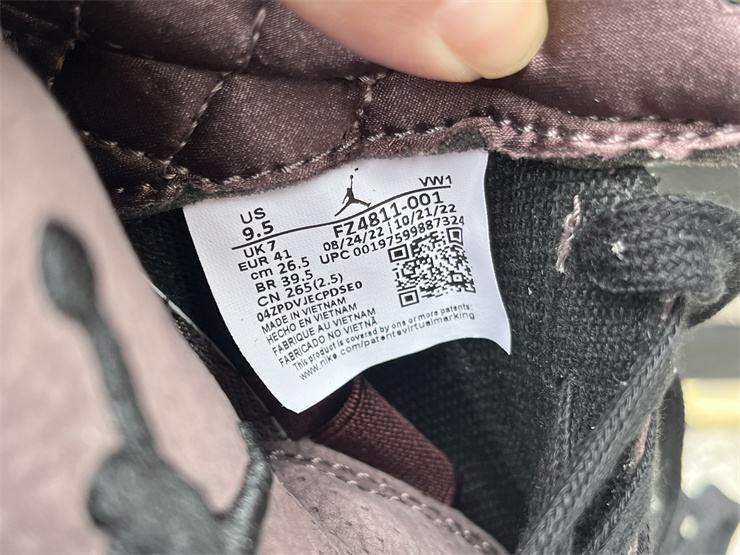 VW1
US
9.5
FZ4811-001
UK 7
08/24/22 | 10/21/22
EUR 41
UPC 00197599887324
cm 26.5
BR 39.5
CN 265(2.5)
04ZPDVJECPDSE0
MADE IN VIETNAM
HECHO EN VIETNAM
FABRIQUE AU VIETNAM
FABRICADO NO VIETNÃ
This product is covered by one or more patents:
www.nike.com/patentsvirtualmarking